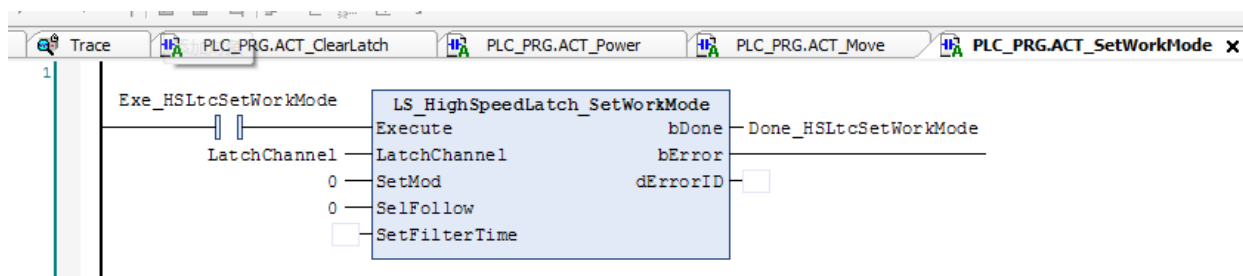 Trace PLC_PRG.ACT_ClearLatch PLC_PRG.ACT_Power PLC_PRG.ACT_Move PLC_PRG.ACT_SetWorkMode x
1
Exe_HSLtcSetWorkMode LS_HighSpeedLatch_SetWorkMode
Execute bDone Done_HSLtcSetWorkMode
LatchChannel LatchChannel bError
0 SetMod dErrorID
0 SelFollow
SetFilterTime